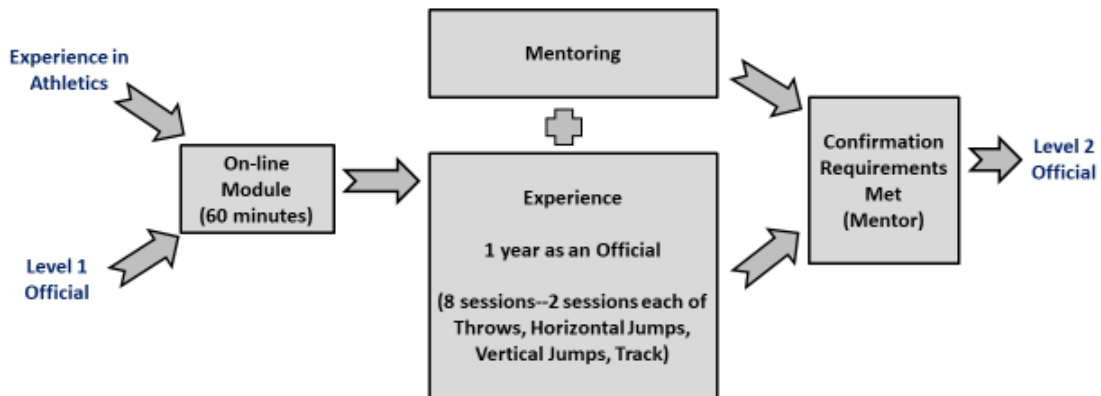 Experience in
Athletics
Level 1
Official
On-line
Module
(60 minutes)
Mentoring
Experience
1 year as an Official
(8 sessions--2 sessions each of
Throws, Horizontal Jumps,
Vertical Jumps, Track)
Confirmation
Requirements
Met
(Mentor)
Level 2
Official